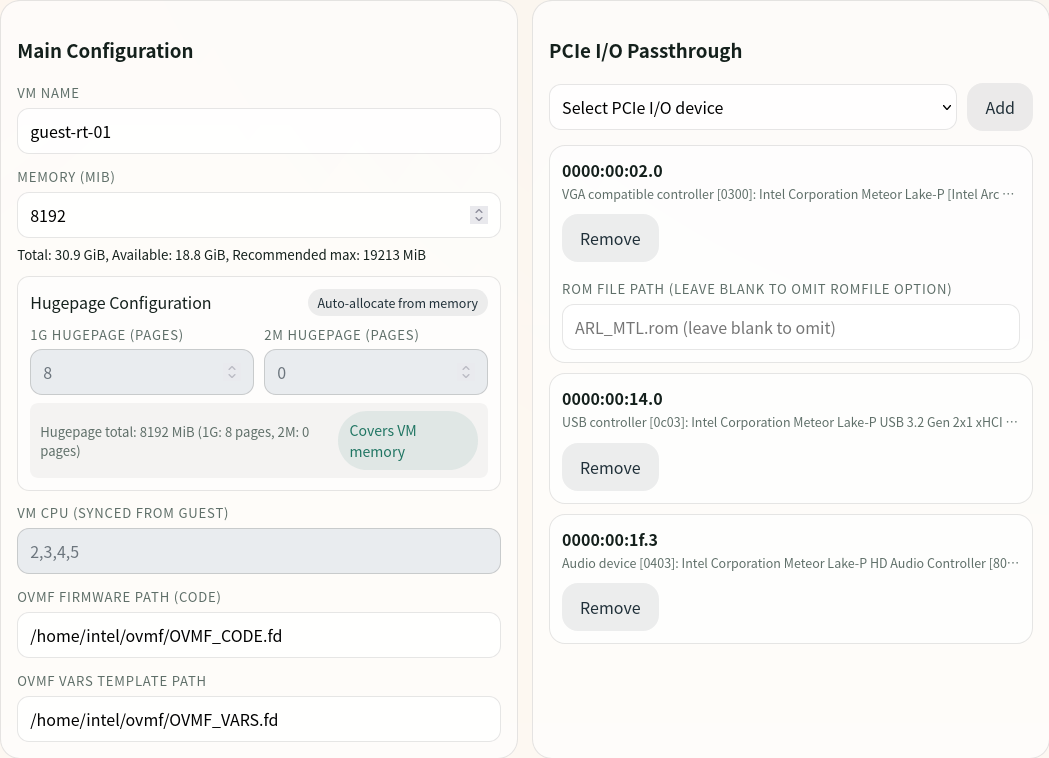 Main Configuration
VM NAME
guest-rt-01
MEMORY (MIB)
8192
Total: 30.9 GiB, Available: 18.8 GiB, Recommended max: 19213 MiB
Hugepage Configuration
Auto-allocate from memory
1G HUGEPAGE (PAGES)
2M HUGEPAGE (PAGES)
8
0
Hugepage total: 8192 MiB (1G: 8 pages, 2M: 0
pages)
Covers VM
memory
VM CPU (SYNCED FROM GUEST)
2,3,4,5
OVMF FIRMWARE PATH (CODE)
/home/intel/ovmf/OVMF_CODE.fd
OVMF VARS TEMPLATE PATH
/home/intel/ovmf/OVMF_VARS.fd
PCIe I/O Passthrough
Select PCIe I/O device
Add
0000:00:02.0
VGA compatible controller [0300]: Intel Corporation Meteor Lake-P [Intel Arc ···
Remove
ROM FILE PATH (LEAVE BLANK TO OMIT ROMFILE OPTION)
ARL_MTL.rom (leave blank to omit)
0000:00:14.0
USB controller [0c03]: Intel Corporation Meteor Lake-P USB 3.2 Gen 2x1 xHCI ···
Remove
0000:00:1f.3
Audio device [0403]: Intel Corporation Meteor Lake-P HD Audio Controller [80···
Remove